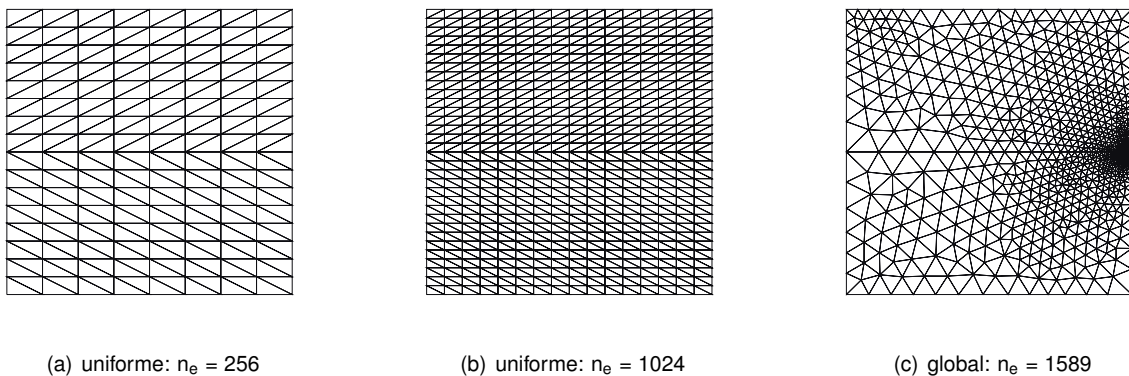 (a) uniforme: nₑ = 256
(b) uniforme: nₑ = 1024
(c) global: nₑ = 1589